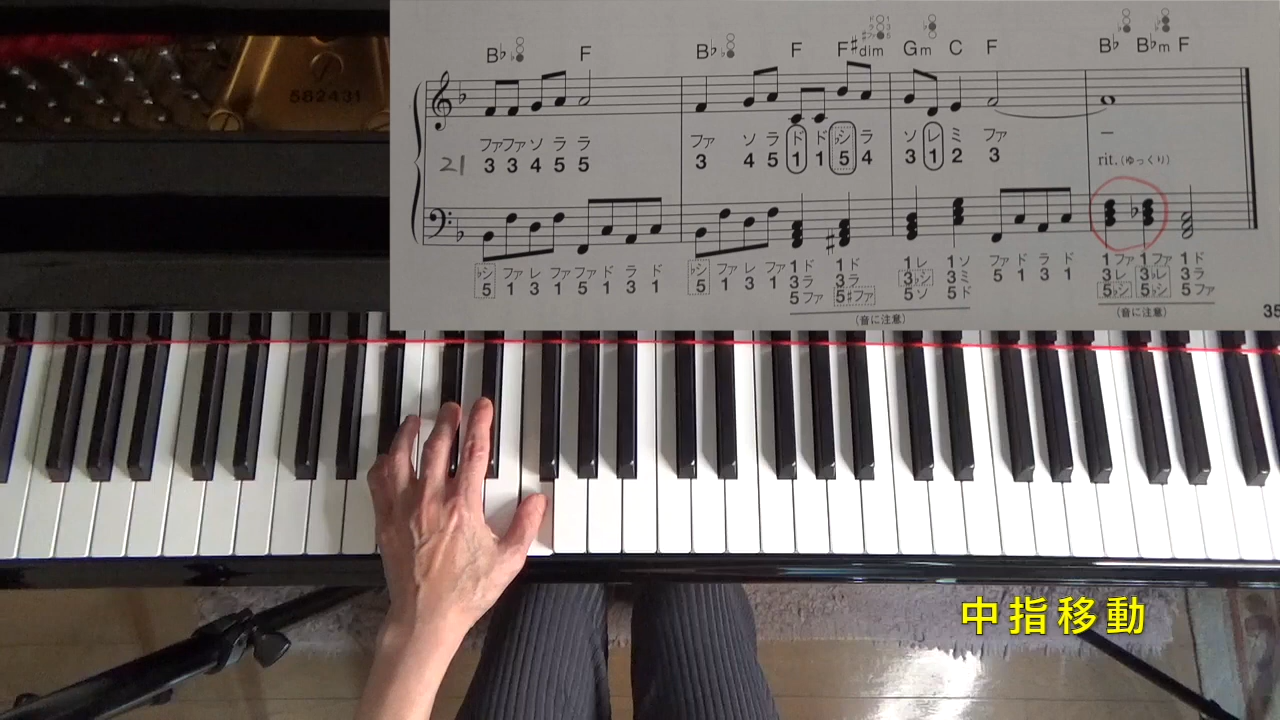 582431
B♭ F B♭ F F#dim Gm C F B♭ B♭m F
ファ ファ ソ ラ ラ ファ ソ ラ ド ド ♭シ ラ ソ レ ミ ファ ー
21 3 3 4 5 5 3 4 5 1 1 5 4 3 1 2 3 rit.(ゆっくり)
♭シ ファ レ ファ ファ ド ラ ド ♭シ ファ レ ファ 1ド 1ド 1レ 1ソ ファ ド ラ ド 1ファ 1ファ 1ド
5 1 3 1 5 1 3 1 5 1 3 1 3ラ 3ラ 3♭シ 3ミ 5 1 3 1 3レ 3♭レ 3ラ
5ファ 5#ファ 5ソ 5ド 5♭シ 5♭シ 5ファ
(音に注意) (音に注意)
35
中指移動